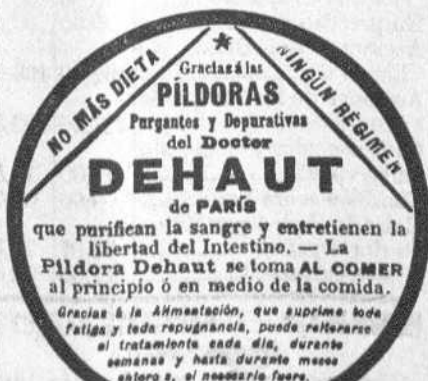 NO MÁS DIETA
NINGÚN RÉGIMEN
Gracias á las
PÍLDORAS
Purgantes y Depurativas
del Doctor
DEHAUT
de PARÍS
que purifican la sangre y entretienen la
libertad del Intestino. — La
Píldora Dehaut se toma AL COMER
al principio ó en medio de la comida.
Gracias á la Alimentación, que suprime toda
fatiga y toda repugnancia, puede reiterarse
el tratamiento cada día, durante
semanas y hasta durante meses
enteros, si necesario fuere.